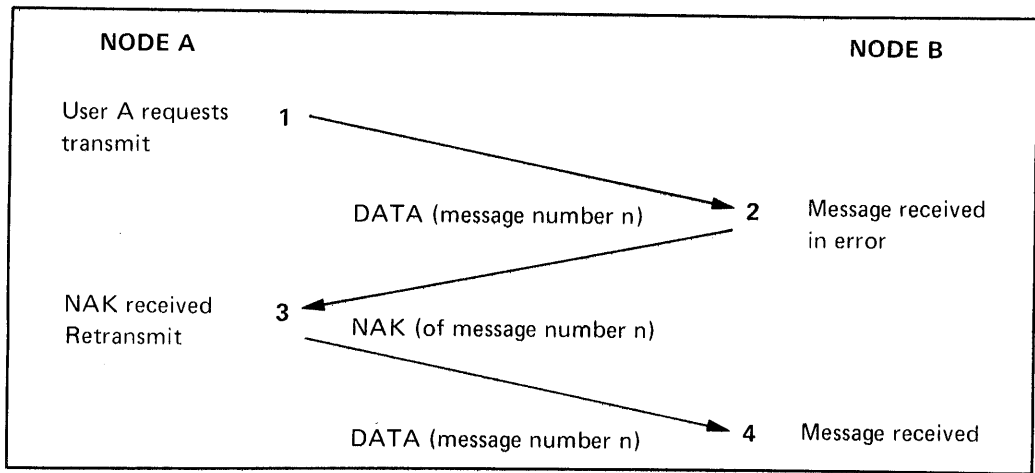 NODE A
NODE B
User A requests
transmit
1
DATA (message number n)
2
Message received
in error
NAK received
Retransmit
3
NAK (of message number n)
DATA (message number n)
4
Message received